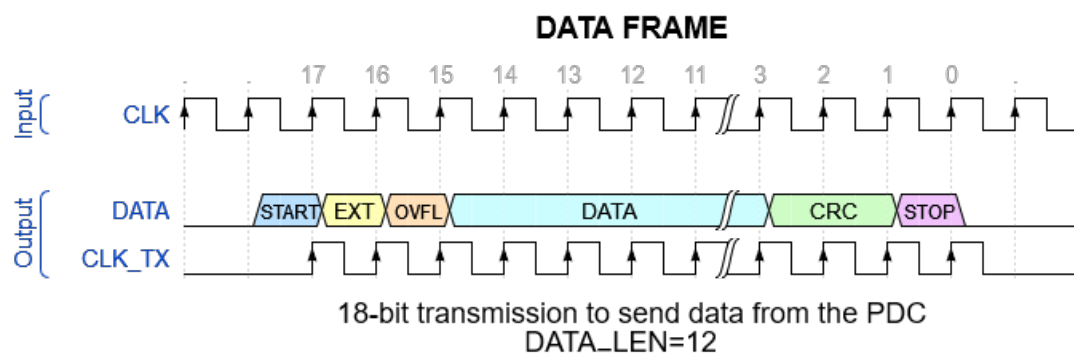 DATA FRAME
. . 17 16 15 14 13 12 11 3 2 1 0 .
Input
CLK
Output
DATA START EXT OVFL DATA CRC STOP
CLK_TX
18-bit transmission to send data from the PDC
DATA_LEN=12